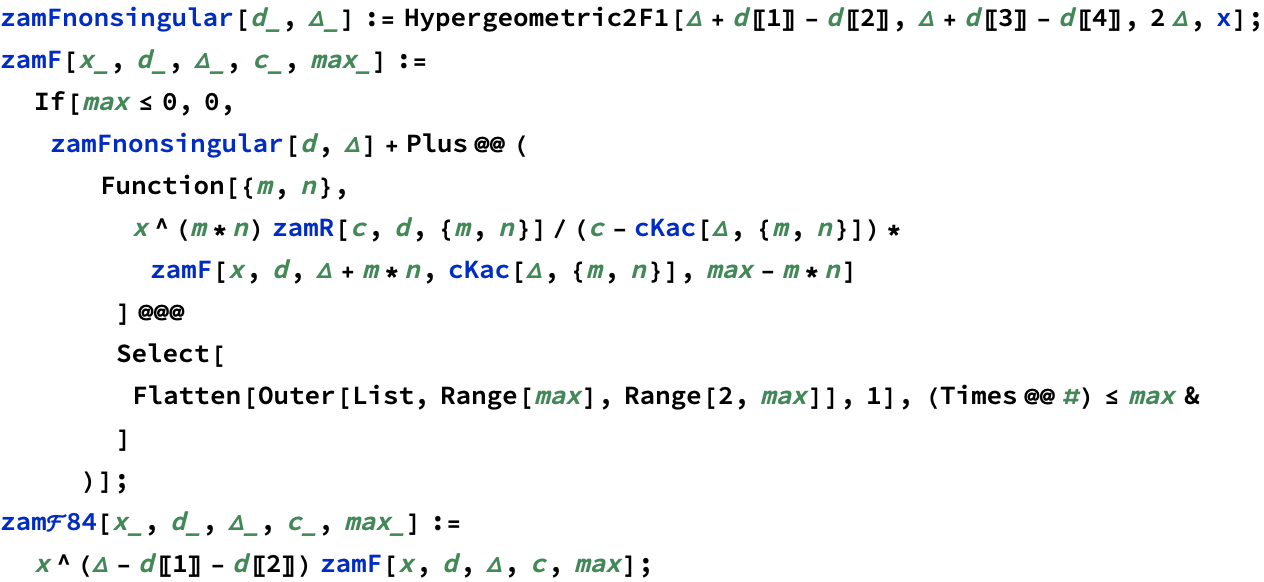 zamFnonsingular[d_, Δ_] := Hypergeometric2F1[Δ + d〚1〛 - d〚2〛, Δ + d〚3〛 - d〚4〛, 2 Δ, x];
zamF[x_, d_, Δ_, c_, max_] :=
If[max ≤ 0, 0,
zamFnonsingular[d, Δ] + Plus @@ (
Function[{m, n},
x ^ (m * n) zamR[c, d, {m, n}] / (c - cKac[Δ, {m, n}]) *
zamF[x, d, Δ + m * n, cKac[Δ, {m, n}], max - m * n]
] @@@
Select[
Flatten[Outer[List, Range[max], Range[2, max]], 1], (Times @@ #) ≤ max &
]
)];
zamℱ84[x_, d_, Δ_, c_, max_] :=
x ^ (Δ - d〚1〛 - d〚2〛) zamF[x, d, Δ, c, max];